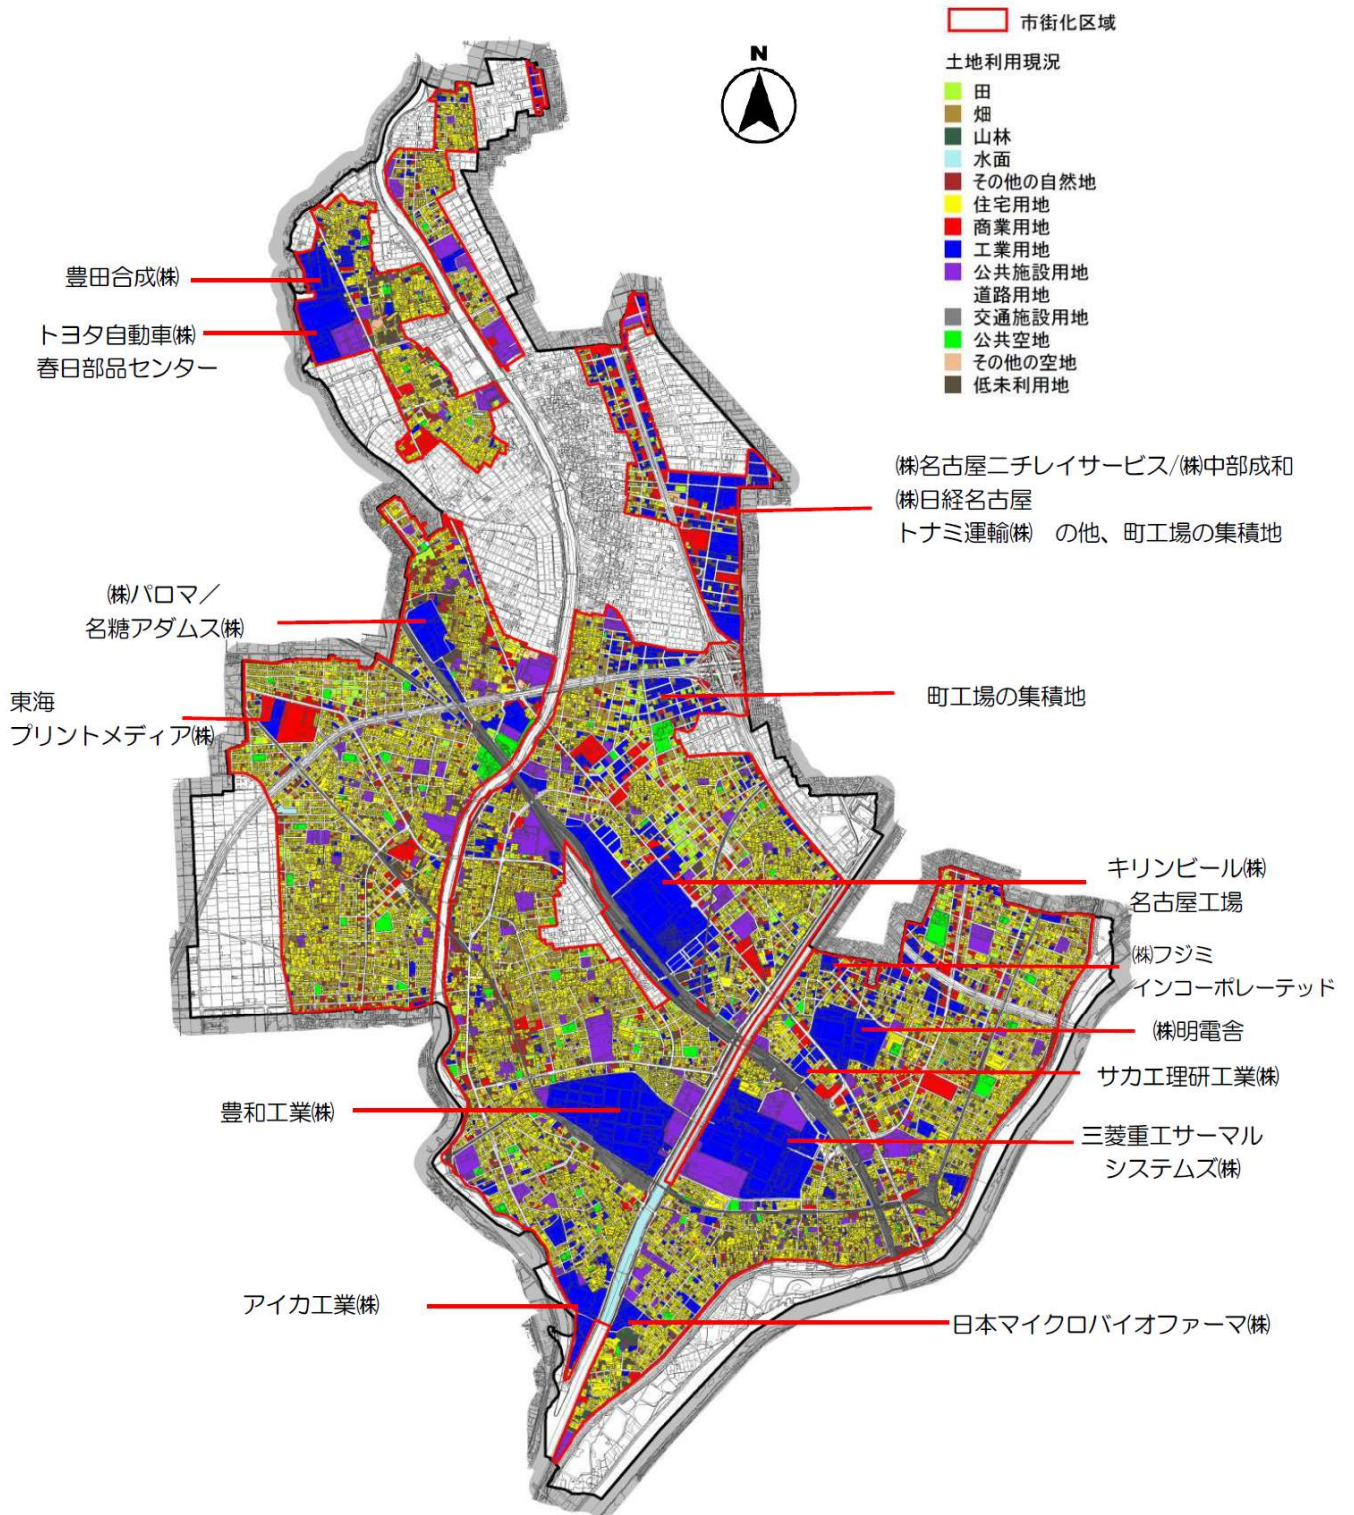 N
市街化区域
土地利用現況
田
畑
山林
水面
その他の自然地
住宅用地
商業用地
工業用地
公共施設用地
道路用地
交通施設用地
公共空地
その他の空地
低未利用地
豊田合成㈱
トヨタ自動車㈱
春日部品センター
㈱名古屋ニチレイサービス/㈱中部成和
㈱日経名古屋
トナミ運輸㈱　の他、町工場の集積地
㈱パロマ／
名糖アダムス㈱
東海
プリントメディア㈱
町工場の集積地
キリンビール㈱
名古屋工場
㈱フジミ
インコーポレーテッド
㈱明電舎
サカエ理研工業㈱
豊和工業㈱
三菱重工サーマル
システムズ㈱
アイカ工業㈱
日本マイクロバイオファーマ㈱